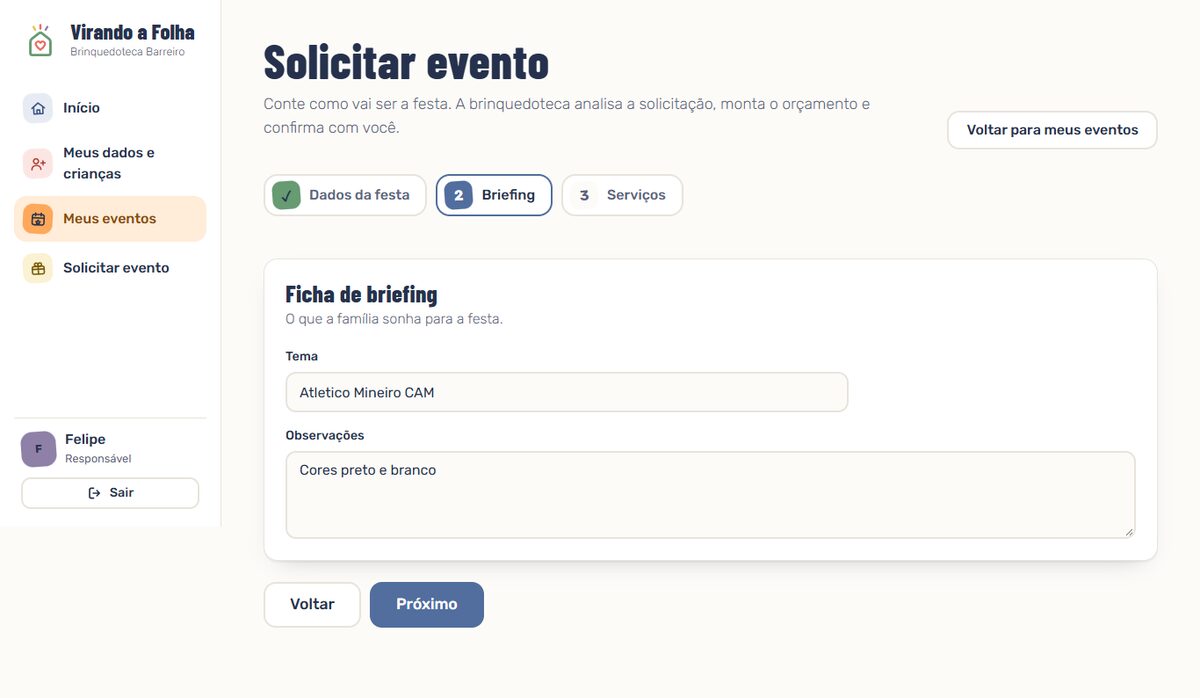 Virando a Folha
Brinquedoteca Barreiro
Início
Meus dados e
crianças
Meus eventos
Solicitar evento
F
Felipe
Responsável
Sair
Solicitar evento
Conte como vai ser a festa. A brinquedoteca analisa a solicitação, monta o orçamento e
confirma com você.
Voltar para meus eventos
✓ Dados da festa
2 Briefing
3 Serviços
Ficha de briefing
O que a família sonha para a festa.
Tema
Atletico Mineiro CAM
Observações
Cores preto e branco
Voltar
Próximo